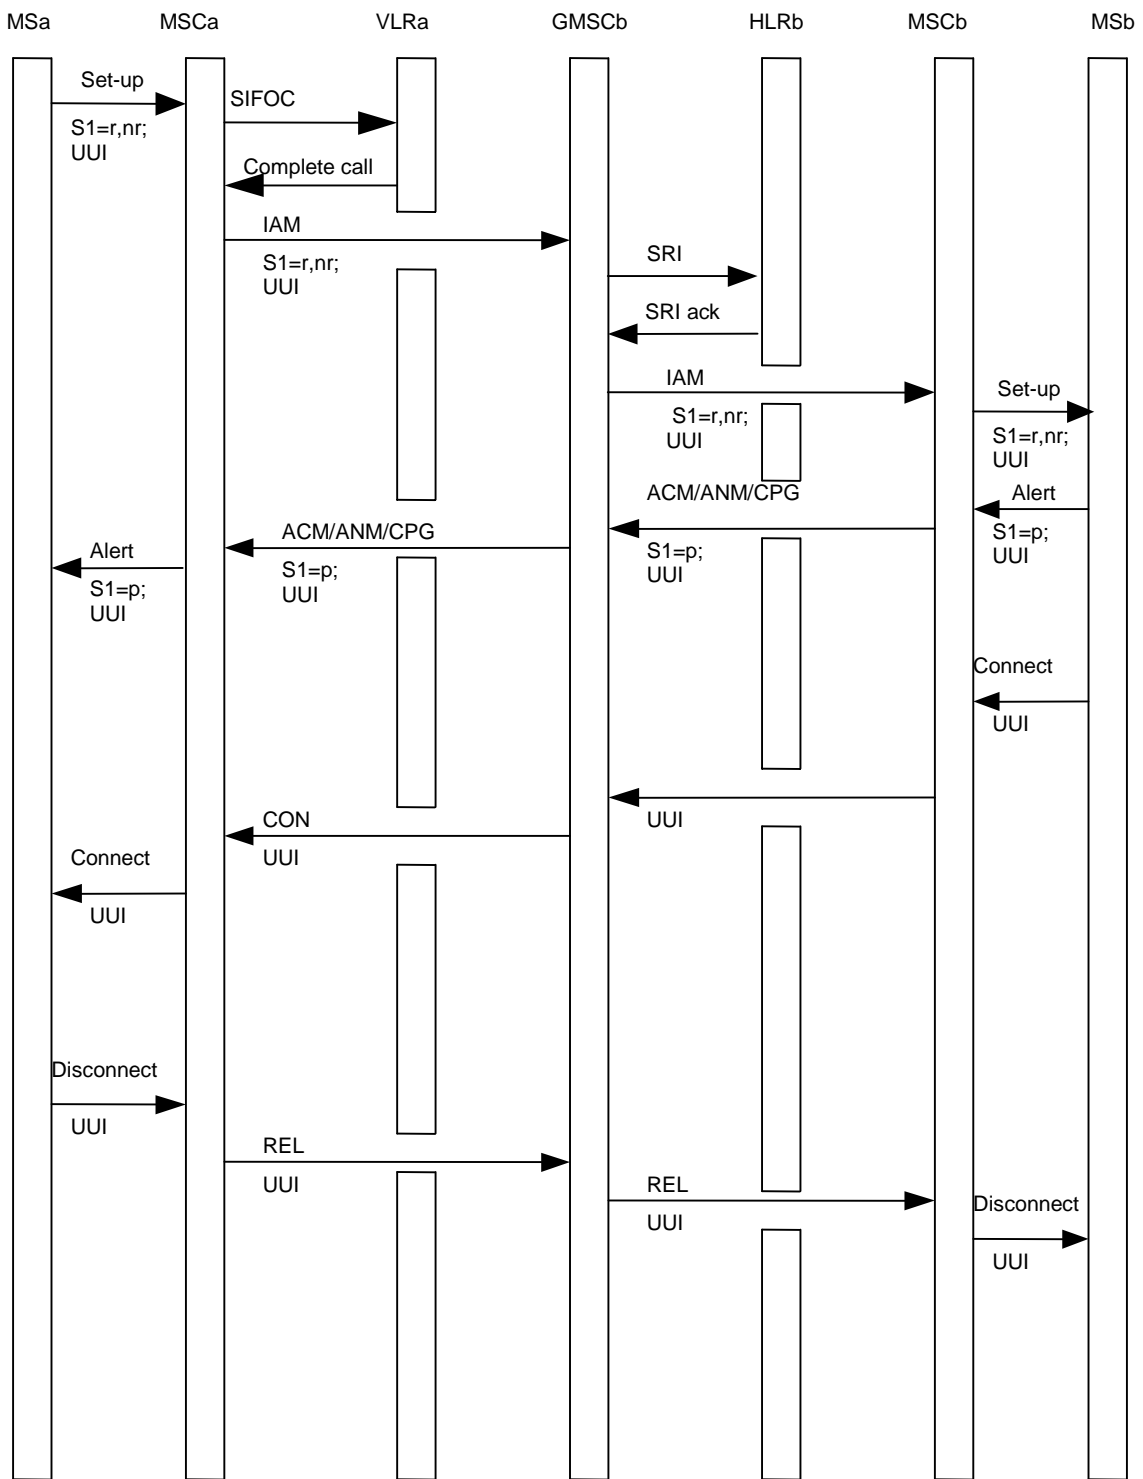 MSa MSCa VLRa GMSCb HLRb MSCb MSb
Set-up
SIFOC
S1=r,nr;
UUI
Complete call
IAM
S1=r,nr;
UUI
SRI
SRI ack
IAM
S1=r,nr;
UUI
Set-up
S1=r,nr;
UUI
Alert
S1=p;
UUI
ACM/ANM/CPG
S1=p;
UUI
ACM/ANM/CPG
S1=p;
UUI
Alert
S1=p;
UUI
Connect
UUI
UUI
CON
UUI
Connect
UUI
Disconnect
UUI
REL
UUI
REL
UUI
Disconnect
UUI